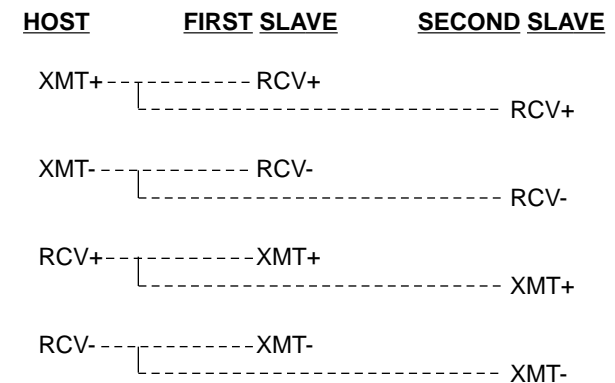 HOST FIRST SLAVE SECOND SLAVE
XMT+ RCV+
RCV+
XMT- RCV-
RCV-
RCV+ XMT+
XMT+
RCV- XMT-
XMT-